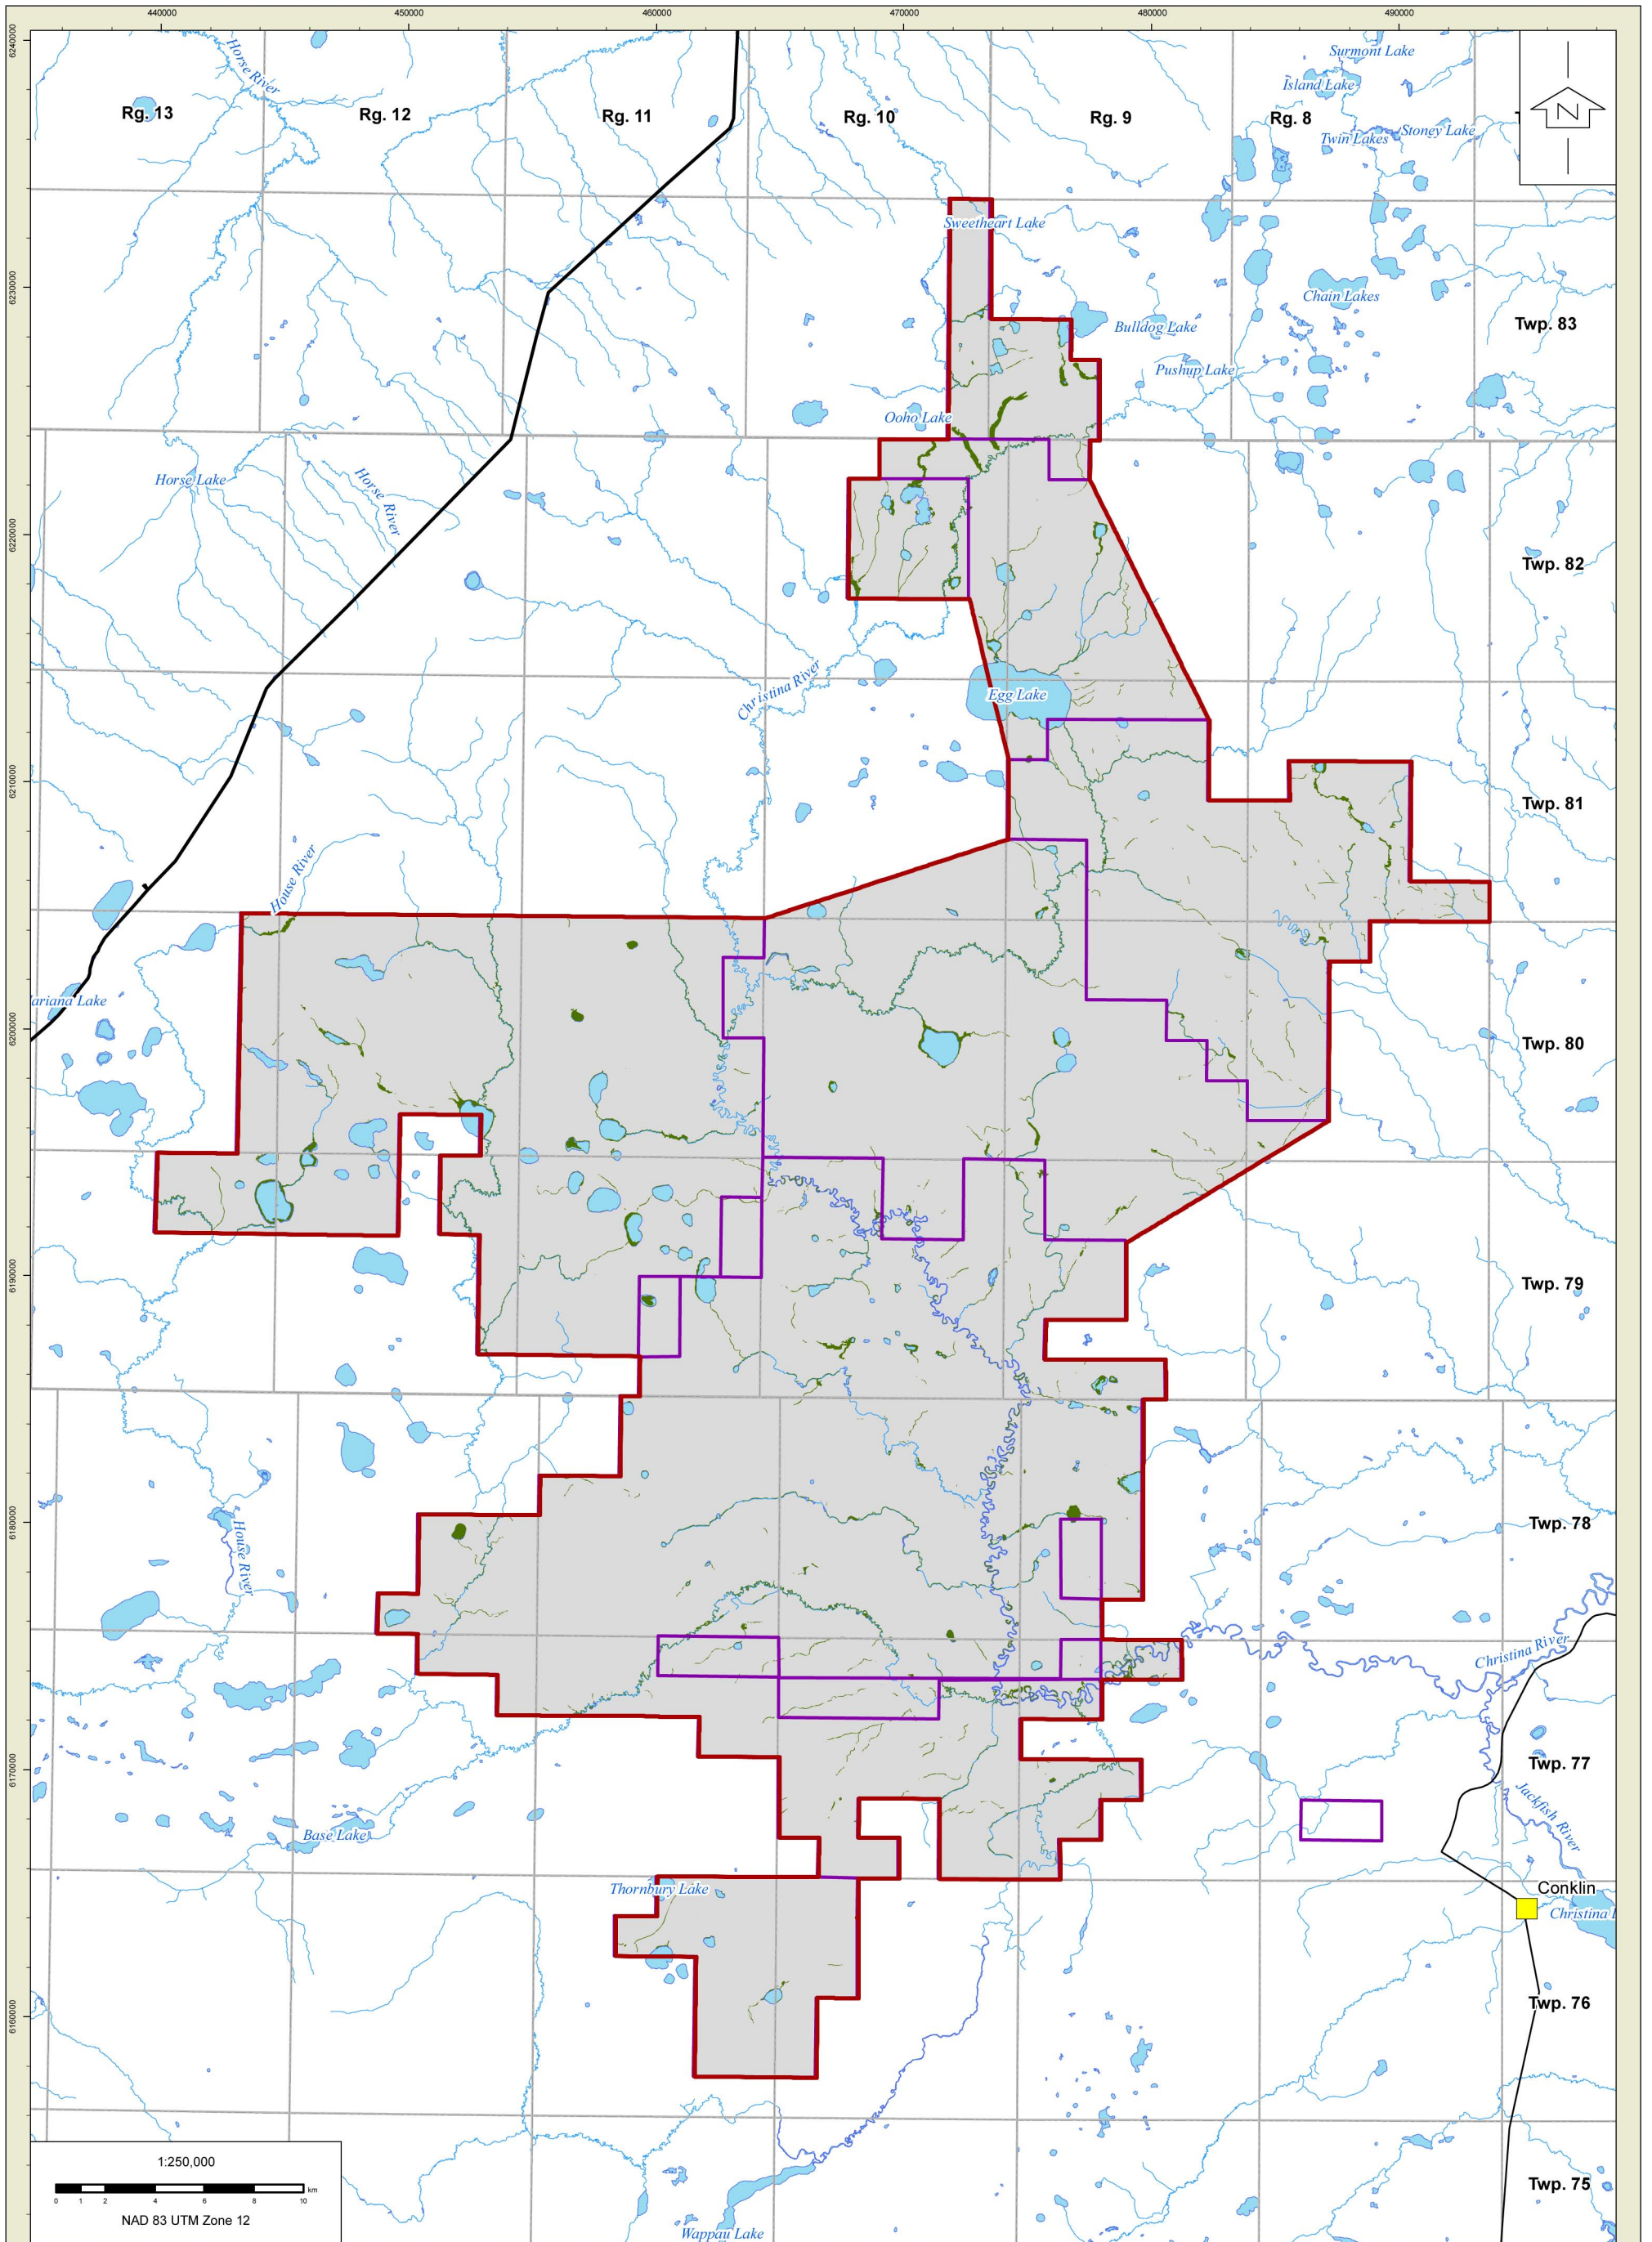 440000 450000 460000 470000 480000 490000
6240000
Surmont Lake
Horse River
Island Lake
Rg. 13 Rg. 12 Rg. 11 Rg. 10 Rg. 9 Rg. 8
N
Twin Lakes
Stoney Lake
Sweetheart Lake
6230000
Chain Lakes
Bulldog Lake
Twp. 83
Pushup Lake
Ooho Lake
Horse Lake
Horse River
6220000
Twp. 82
Christina River
Egg Lake
6210000
Twp. 81
House River
ariana Lake
6200000
Twp. 80
6190000
Twp. 79
6180000
House River
Twp. 78
Christina River
6170000
Twp. 77
Jackfish River
Base Lake
Thornbury Lake
Conklin
Christina L
6160000
Twp. 76
1:250,000
km
0 1 2 4 6 8 10
NAD 83 UTM Zone 12
Twp. 75
Wappau Lake